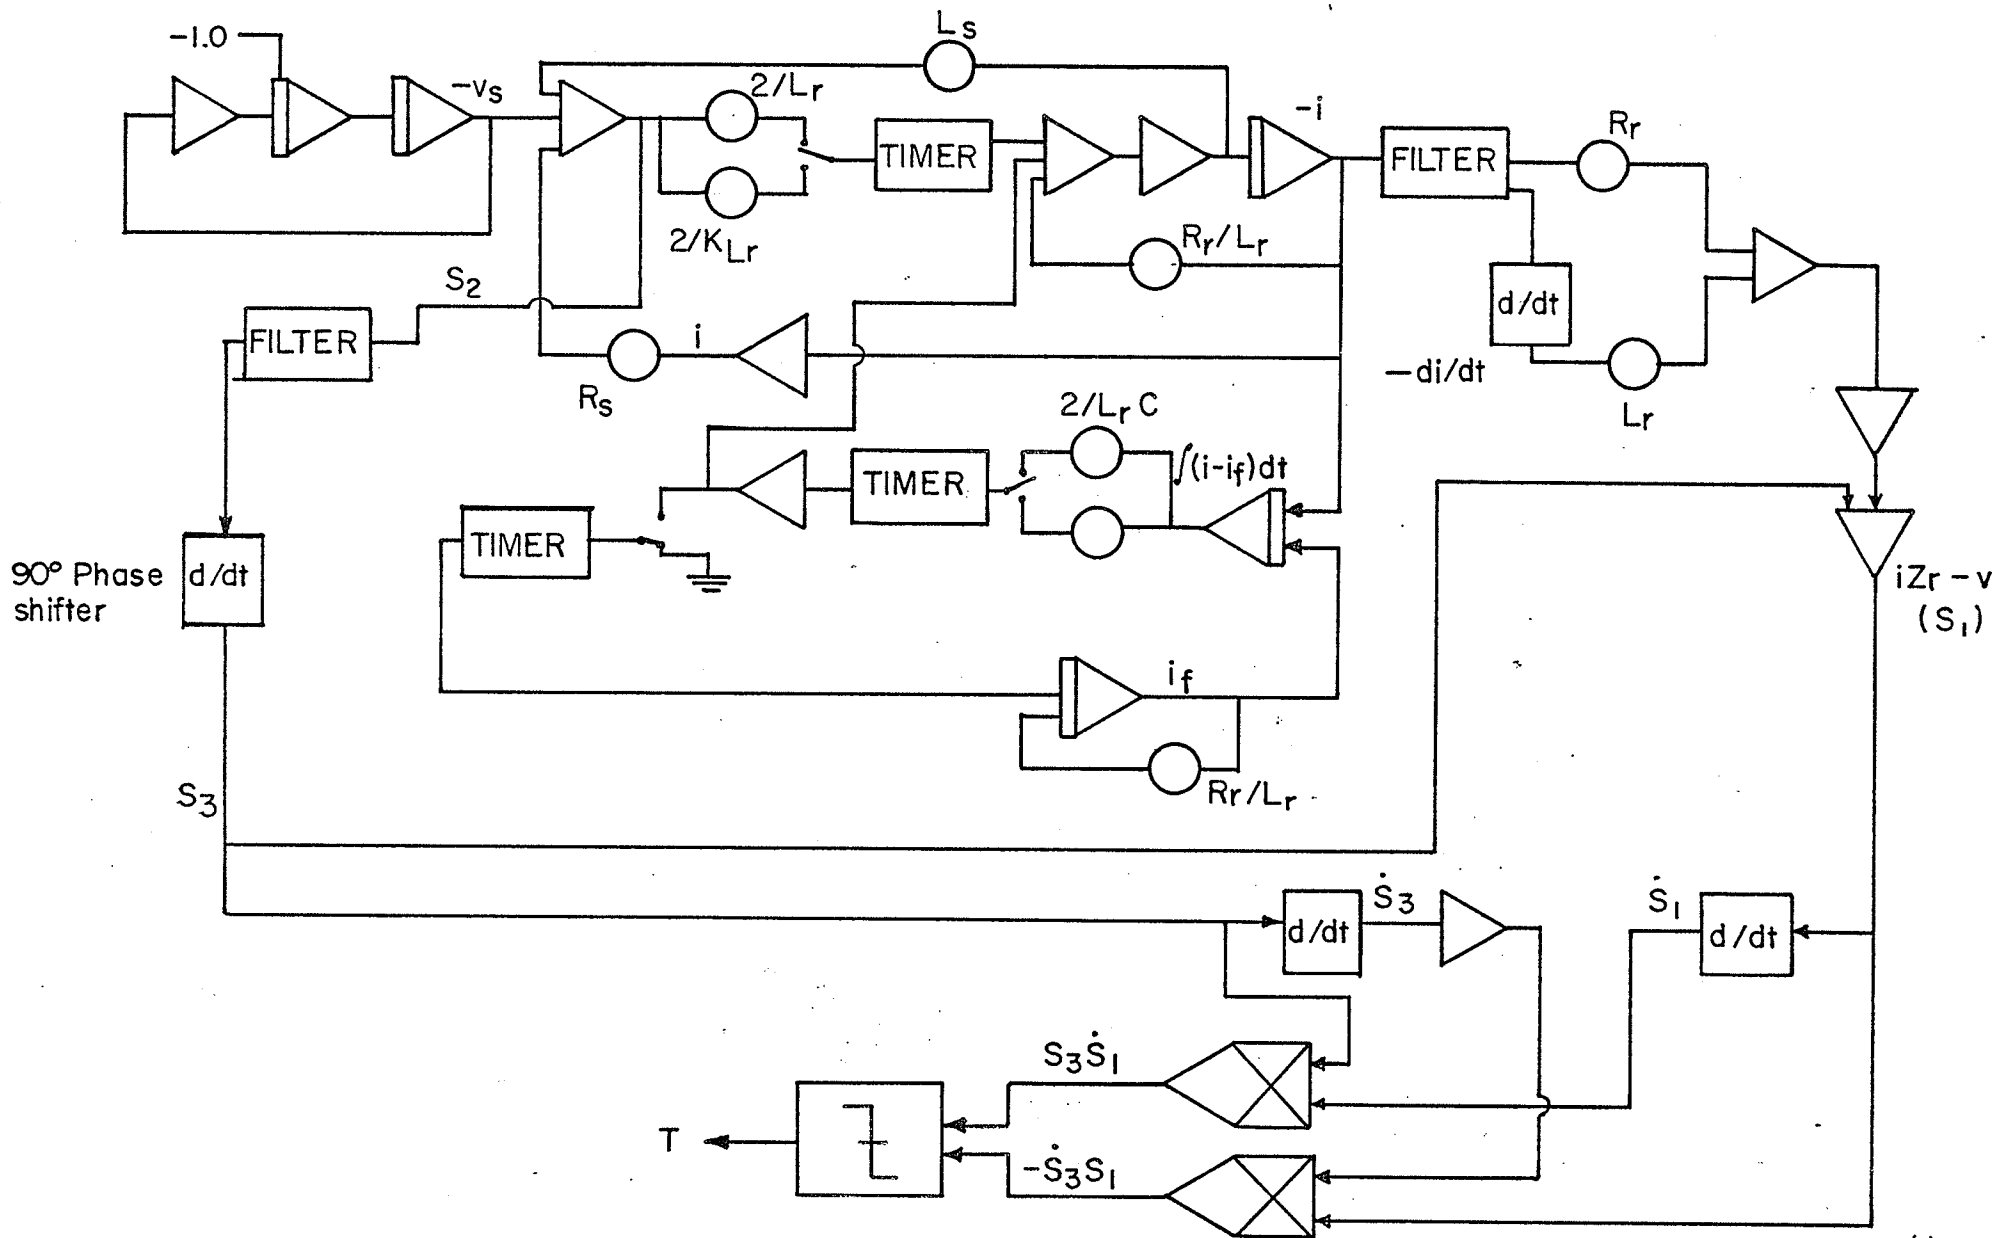 -1.0
-vs
2/Lr
2/KLr
Ls
TIMER
-i
FILTER
Rr
Rr/Lr
d/dt
-di/dt
Lr
S2
FILTER
i
Rs
2/LrC
∫(i-if)dt
TIMER
TIMER
90° Phase
shifter
d/dt
iZr-v
(S1)
if
Rr/Lr
S3
d/dt
Ṡ3
Ṡ1
d/dt
S3Ṡ1
T
-Ṡ3S1